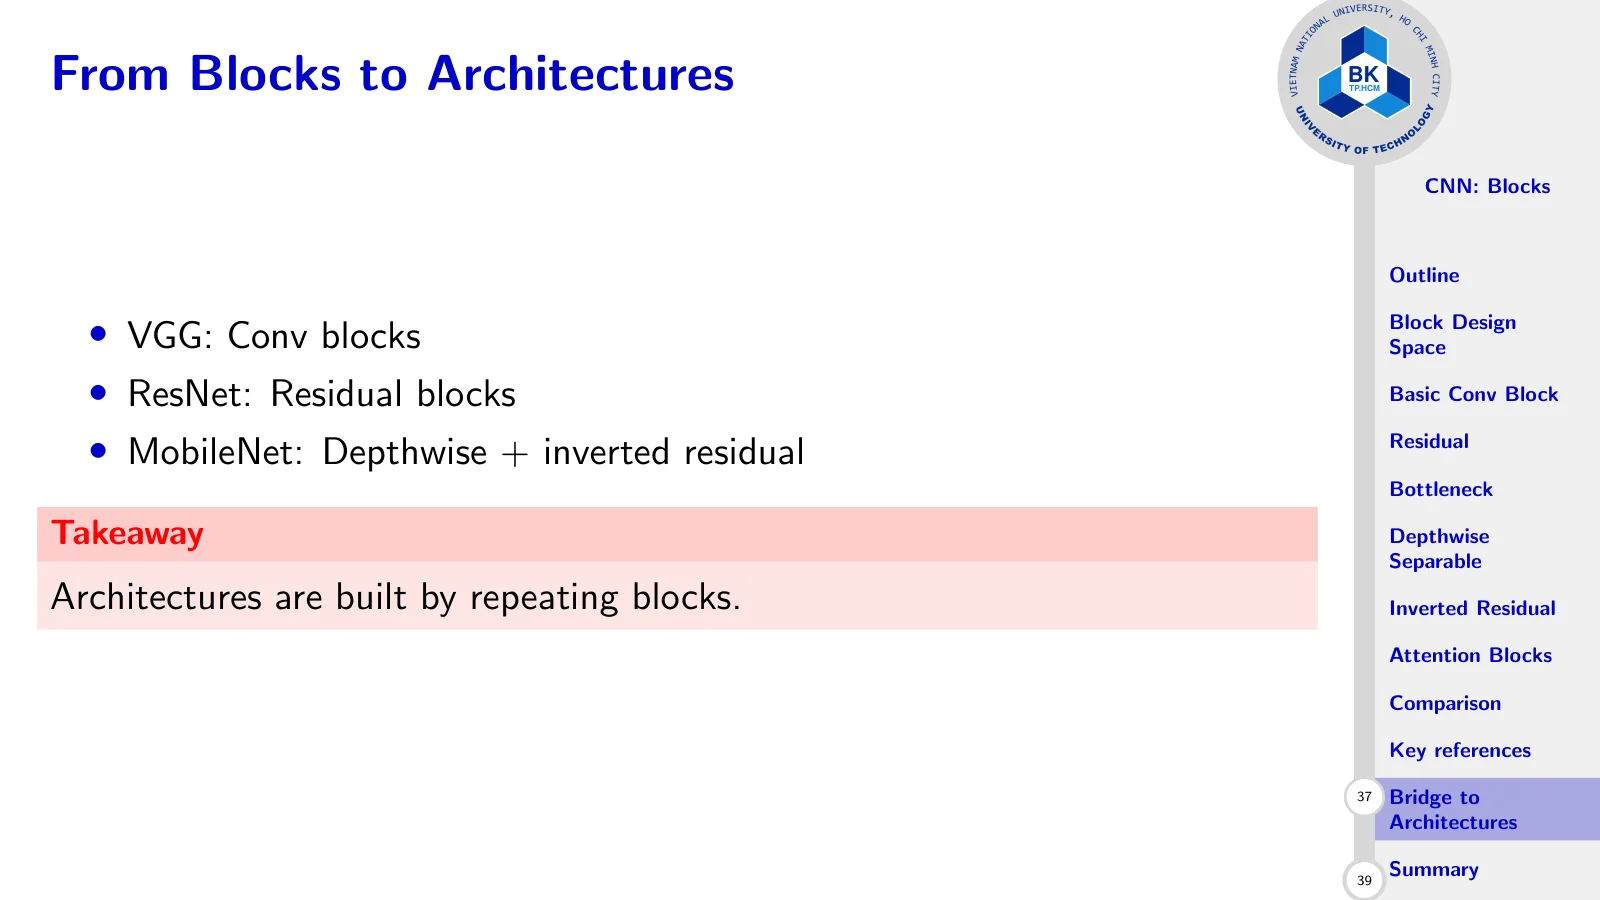 From Blocks to Architectures
VIETNAM NATIONAL UNIVERSITY, HO CHI MINH CITY
BK
TP.HCM
UNIVERSITY OF TECHNOLOGY
• VGG: Conv blocks
• ResNet: Residual blocks
• MobileNet: Depthwise + inverted residual
Takeaway
Architectures are built by repeating blocks.
CNN: Blocks
Outline
Block Design
Space
Basic Conv Block
Residual
Bottleneck
Depthwise
Separable
Inverted Residual
Attention Blocks
Comparison
Key references
37
Bridge to
Architectures
Summary
39